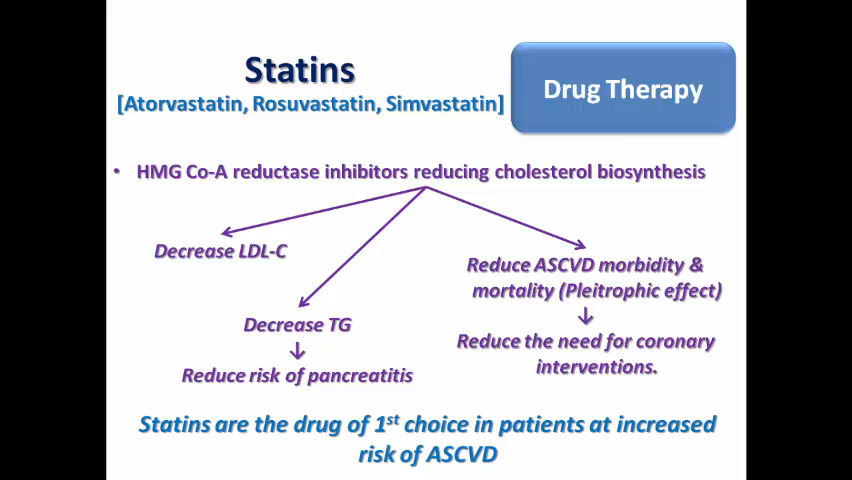 Statins
[Atorvastatin, Rosuvastatin, Simvastatin]
Drug Therapy
• HMG Co-A reductase inhibitors reducing cholesterol biosynthesis
Decrease LDL-C
Decrease TG
↓
Reduce risk of pancreatitis
Reduce ASCVD morbidity &
mortality (Pleitrophic effect)
↓
Reduce the need for coronary
interventions.
Statins are the drug of 1st choice in patients at increased
risk of ASCVD